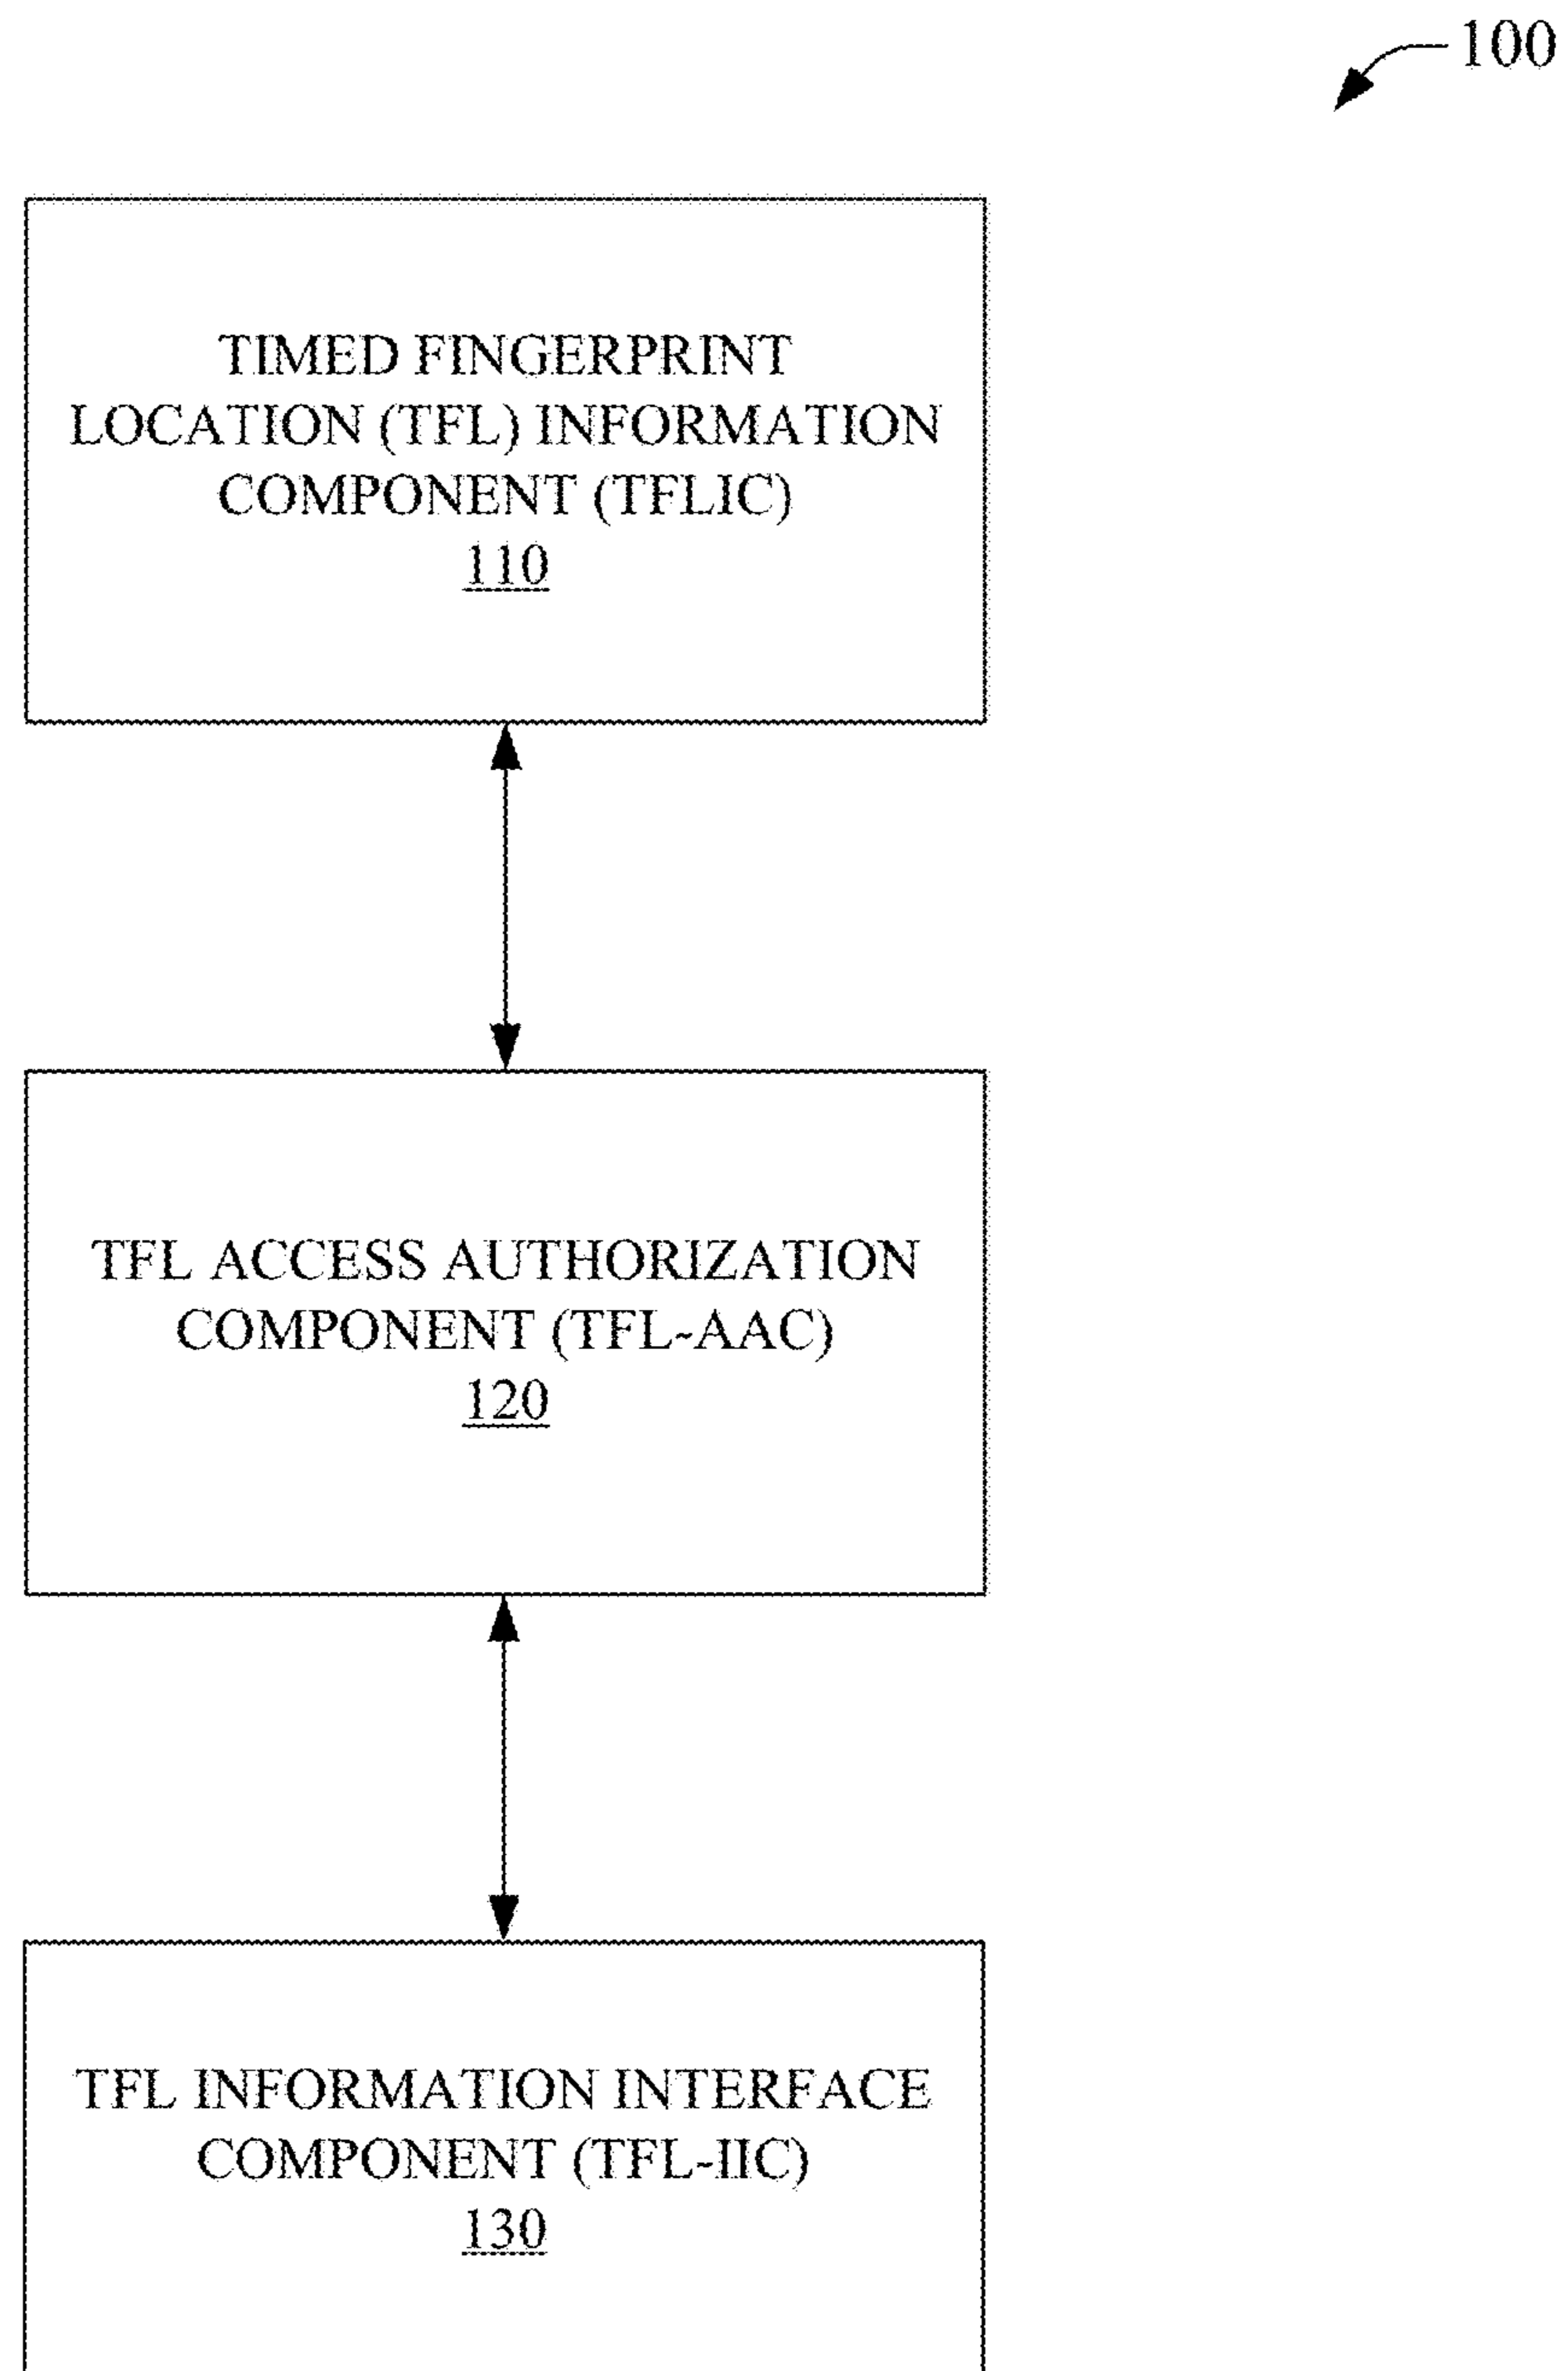 100
TIMED FINGERPRINT
LOCATION (TFL) INFORMATION
COMPONENT (TFLIC)
110
TFL ACCESS AUTHORIZATION
COMPONENT (TFL-AAC)
120
TFL INFORMATION INTERFACE
COMPONENT (TFL-IIC)
130